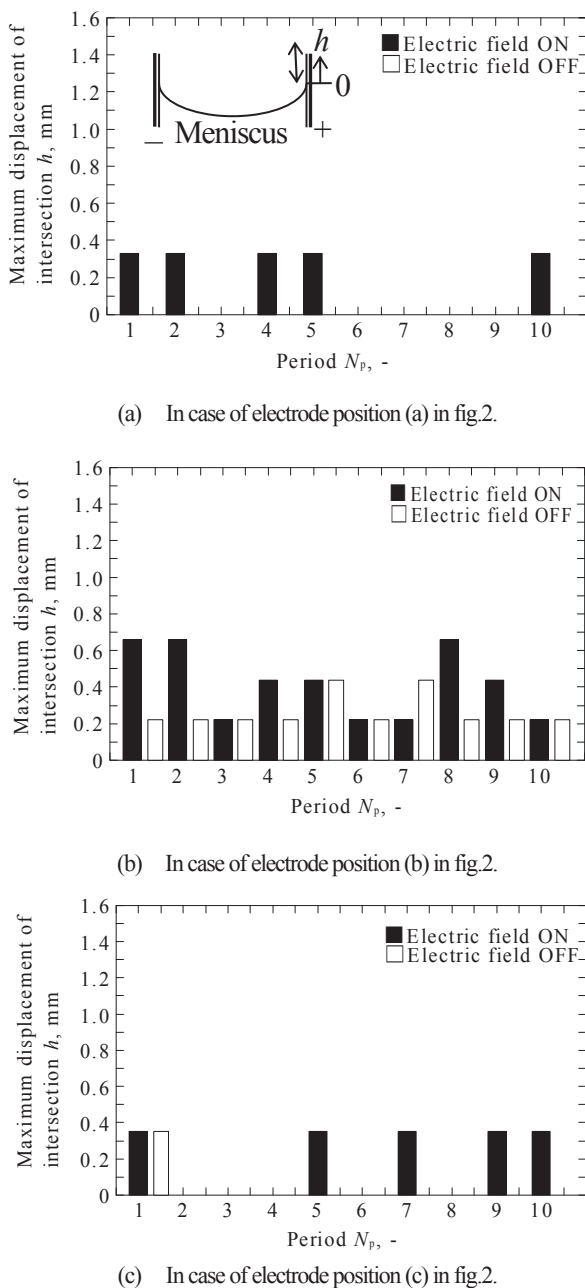 Electric field ON
Electric field OFF
h
0
Meniscus
− +
Maximum displacement of
intersection h, mm
1.6
1.4
1.2
1.0
0.8
0.6
0.4
0.2
0
1 2 3 4 5 6 7 8 9 10
Period Np, -
(a) In case of electrode position (a) in fig.2.
Electric field ON
Electric field OFF
Maximum displacement of
intersection h, mm
1.6
1.4
1.2
1.0
0.8
0.6
0.4
0.2
0
1 2 3 4 5 6 7 8 9 10
Period Np, -
(b) In case of electrode position (b) in fig.2.
Electric field ON
Electric field OFF
Maximum displacement of
intersection h, mm
1.6
1.4
1.2
1.0
0.8
0.6
0.4
0.2
0
1 2 3 4 5 6 7 8 9 10
Period Np, -
(c) In case of electrode position (c) in fig.2.